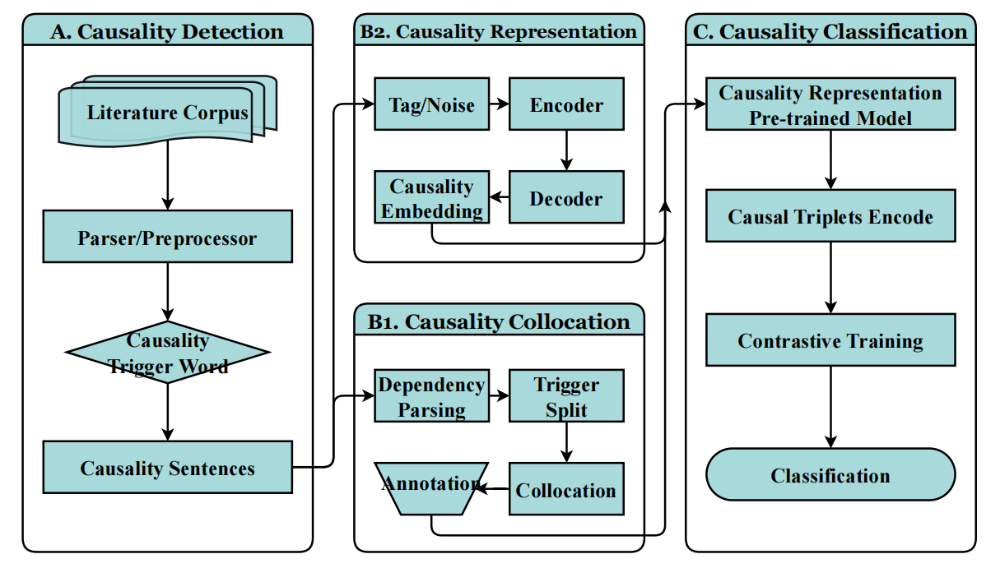 A. Causality Detection
Literature Corpus
Parser/Preprocessor
Causality
Trigger Word
Causality Sentences
B2. Causality Representation
Tag/Noise
Encoder
Causality
Embedding
Decoder
B1. Causality Collocation
Dependency
Parsing
Trigger
Split
Annotation
Collocation
C. Causality Classification
Causality Representation
Pre-trained Model
Causal Triplets Encode
Contrastive Training
Classification